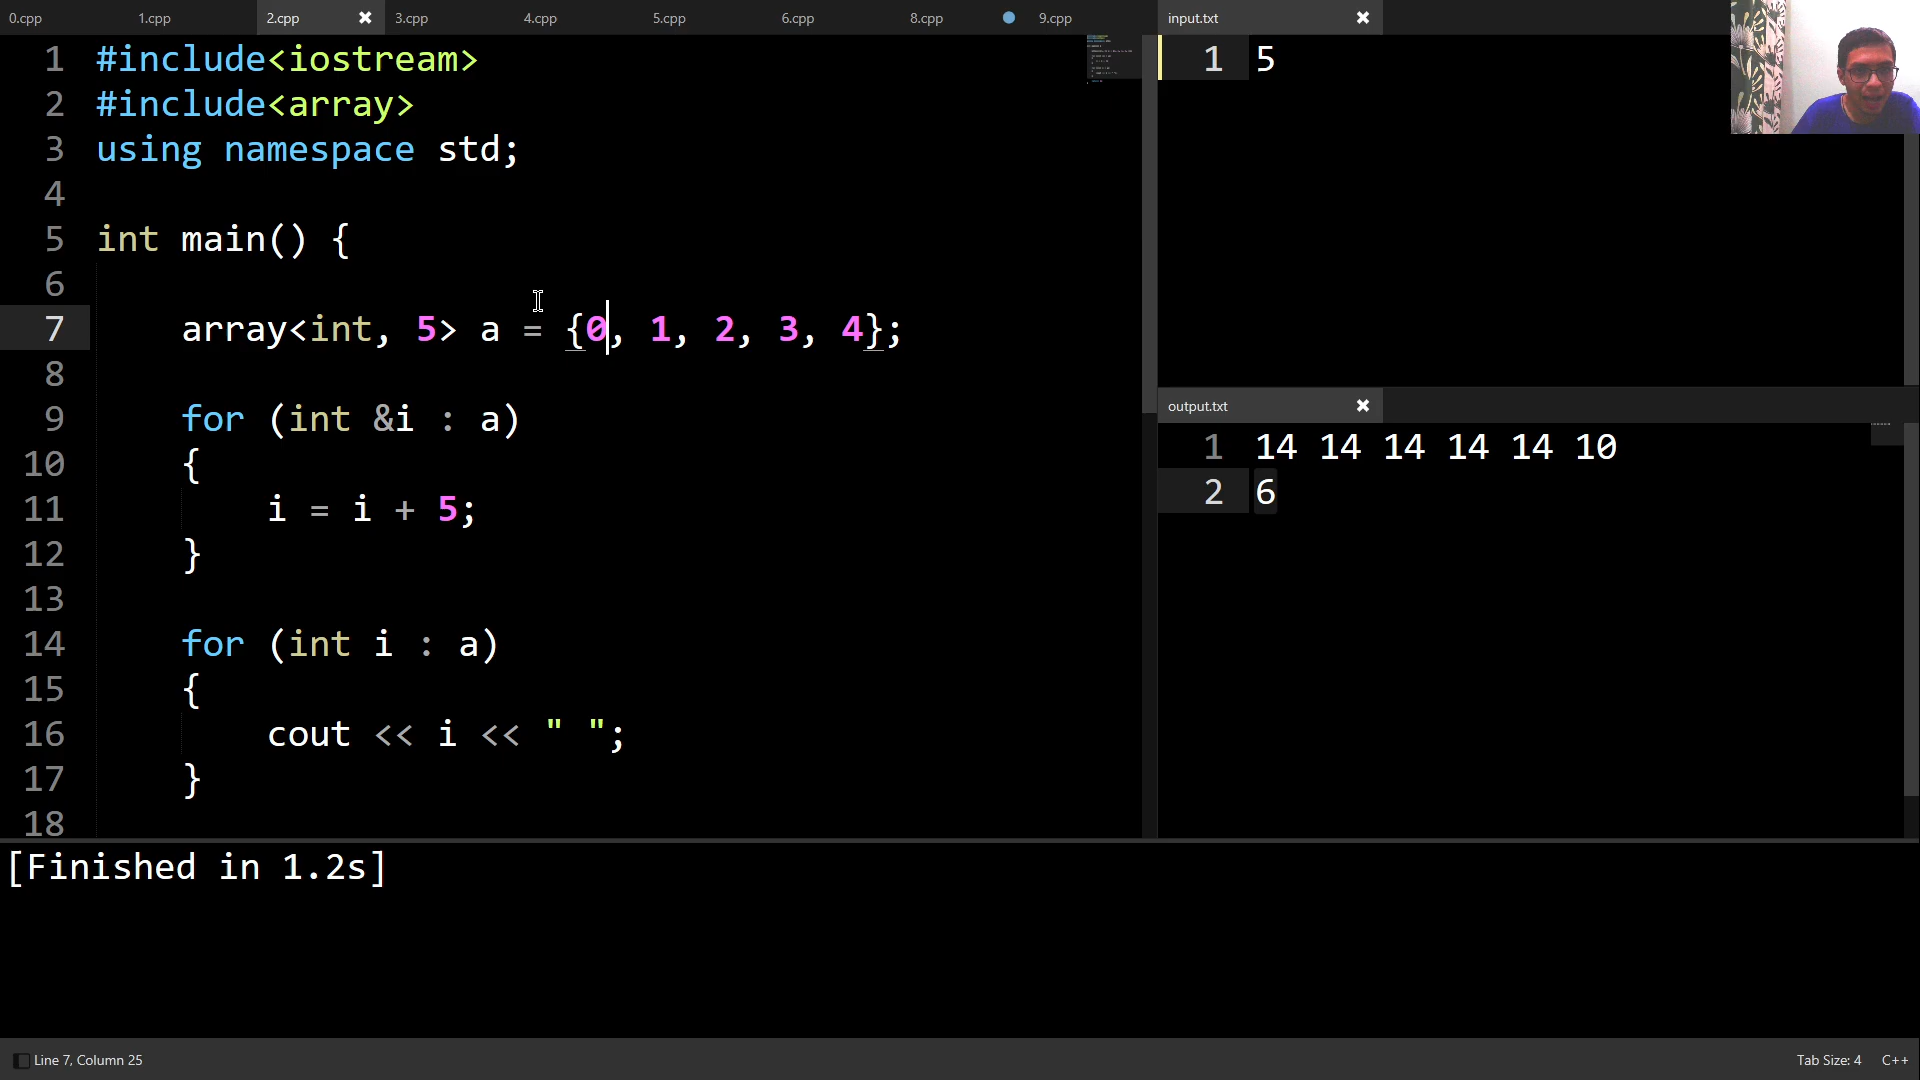 0.cpp 1.cpp 2.cpp 3.cpp 4.cpp 5.cpp 6.cpp 8.cpp 9.cpp
1 #include<iostream>
2 #include<array>
3 using namespace std;
4
5 int main() {
6
7 array<int, 5> a = {0, 1, 2, 3, 4};
8
9 for (int &i : a)
10 {
11 i = i + 5;
12 }
13
14 for (int i : a)
15 {
16 cout << i << " ";
17 }
18
input.txt
1 5
output.txt
1 14 14 14 14 14 10
2 6
[Finished in 1.2s]
Line 7, Column 25
Tab Size: 4 C++